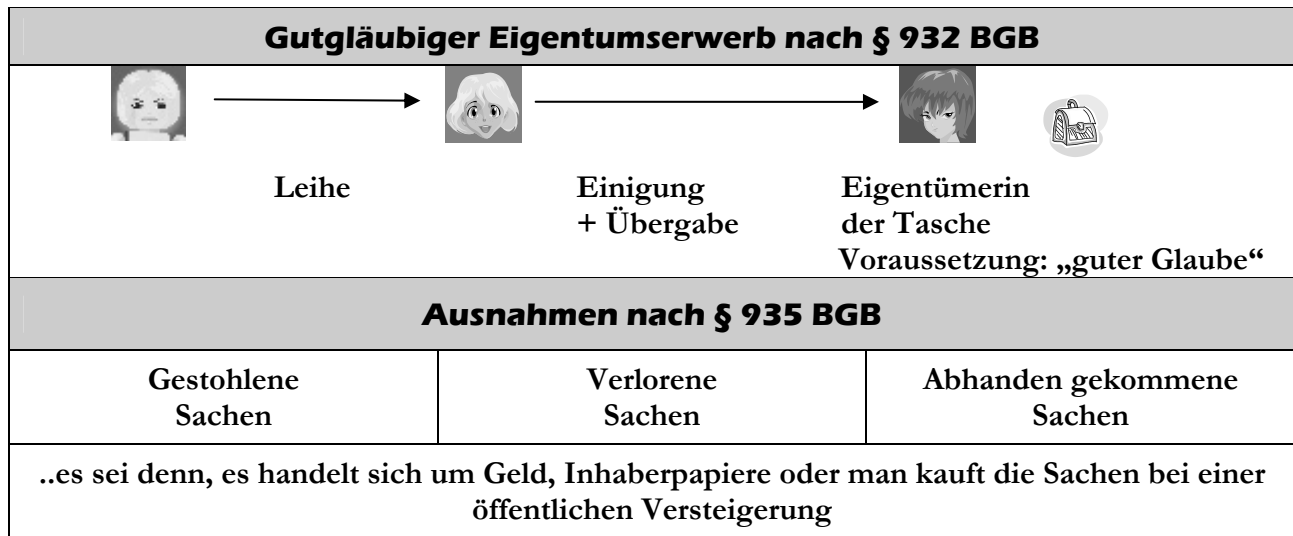 Gutgläubiger Eigentumserwerb nach § 932 BGB
Leihe
Einigung
+ Übergabe
Eigentümerin
der Tasche
Voraussetzung: „guter Glaube“
Ausnahmen nach § 935 BGB
Gestohlene
Sachen
Verlorene
Sachen
Abhanden gekommene
Sachen
..es sei denn, es handelt sich um Geld, Inhaberpapiere oder man kauft die Sachen bei einer
öffentlichen Versteigerung